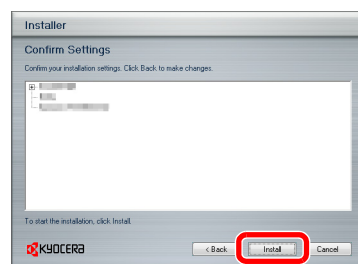 Installer
Confirm Settings
Confirm your installation settings. Click Back to make changes.
To start the installation, click Install.
KYOCERA
< Back
Install
Cancel